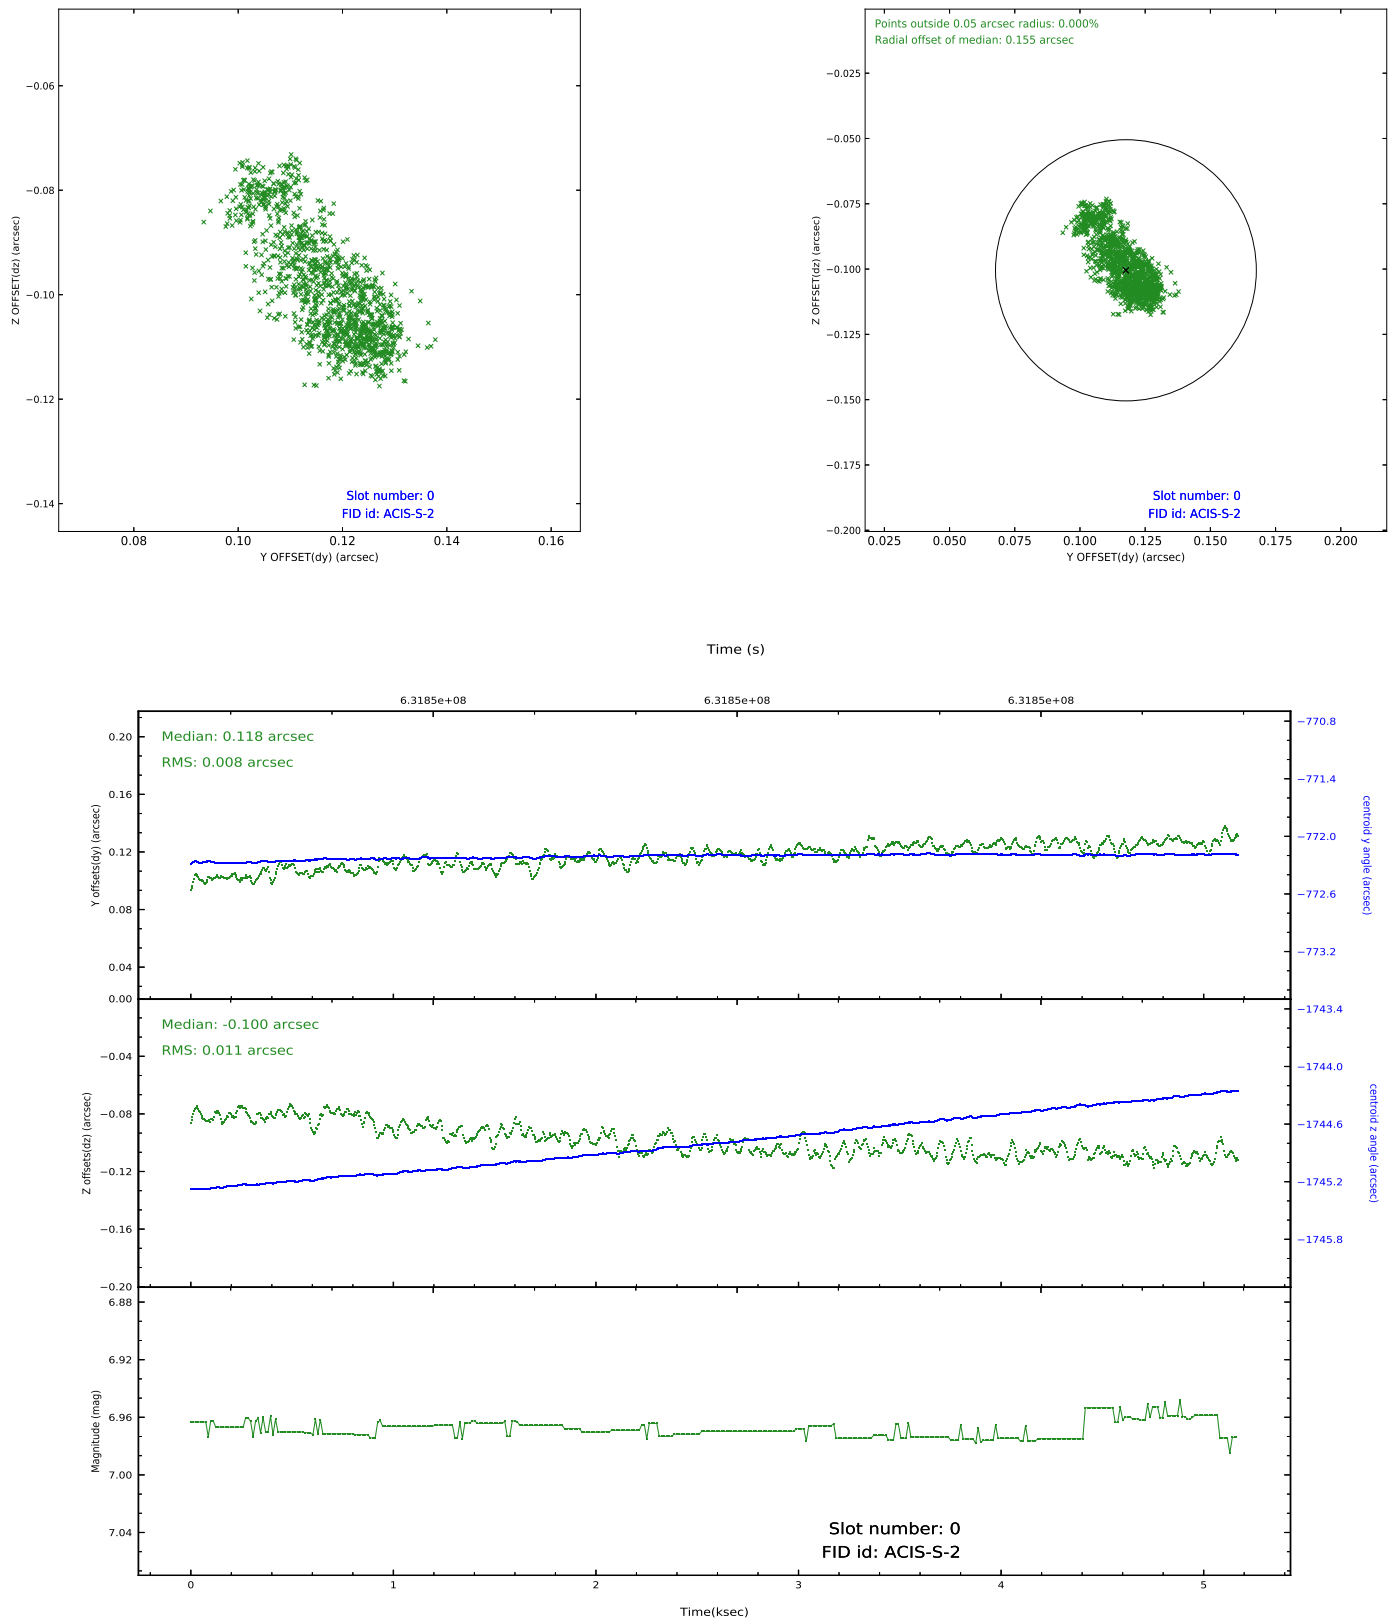 −0.06
−0.08
−0.10
−0.12
−0.14
Z OFFSET(dz) (arcsec)
Slot number: 0
FID id: ACIS-S-2
0.08 0.10 0.12 0.14 0.16
Y OFFSET(dy) (arcsec)
Points outside 0.05 arcsec radius: 0.000%
Radial offset of median: 0.155 arcsec
−0.025
−0.050
−0.075
−0.100
−0.125
−0.150
−0.175
−0.200
Z OFFSET(dz) (arcsec)
Slot number: 0
FID id: ACIS-S-2
0.025 0.050 0.075 0.100 0.125 0.150 0.175 0.200
Y OFFSET(dy) (arcsec)
Time (s)
6.3185e+08 6.3185e+08 6.3185e+08
Median: 0.118 arcsec
RMS: 0.008 arcsec
0.20
0.16
0.12
0.08
0.04
Y offsets(dy) (arcsec)
−770.8
−771.4
−772.0
−772.6
−773.2
centroid y angle (arcsec)
Median: -0.100 arcsec
RMS: 0.011 arcsec
0.00
−0.04
−0.08
−0.12
−0.16
−0.20
Z offsets(dz) (arcsec)
−1743.4
−1744.0
−1744.6
−1745.2
−1745.8
centroid z angle (arcsec)
6.88
6.92
6.96
7.00
7.04
Magnitude (mag)
Slot number: 0
FID id: ACIS-S-2
0 1 2 3 4 5
Time(ksec)